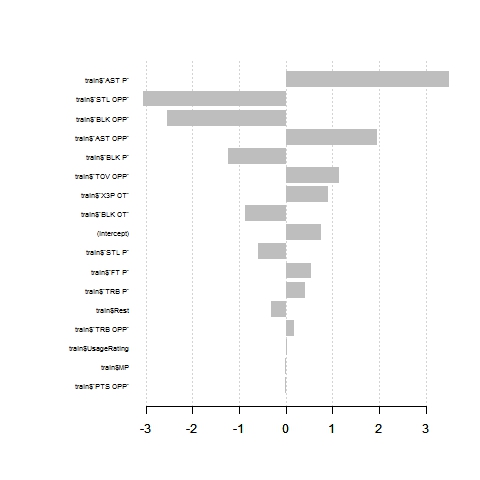 train$`AST P`
train$`STL OPP`
train$`BLK OPP`
train$`AST OPP`
train$`BLK P`
train$`TOV OPP`
train$`X3P OT`
train$`BLK OT`
(Intercept)
train$`STL P`
train$`FT P`
train$`TRB P`
train$Rest
train$`TRB OPP`
train$UsageRating
train$MP
train$`PTS OPP`
-3 -2 -1 0 1 2 3